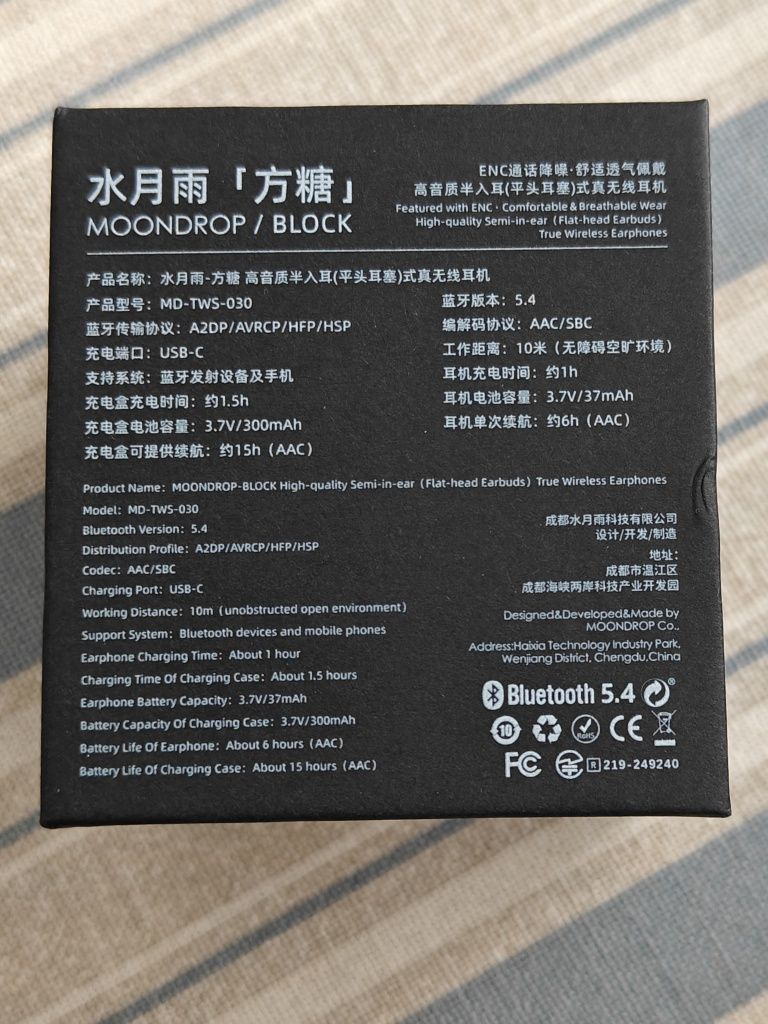 水月雨「方糖」
MOONDROP / BLOCK
ENC通话降噪·舒适透气佩戴
高音质半入耳(平头耳塞)式真无线耳机
Featured with ENC · Comfortable & Breathable Wear
High-quality Semi-in-ear (Flat-head Earbuds)
True Wireless Earphones
产品名称：水月雨-方糖 高音质半入耳(平头耳塞)式真无线耳机
产品型号：MD-TWS-030
蓝牙传输协议：A2DP/AVRCP/HFP/HSP
充电端口：USB-C
支持系统：蓝牙发射设备及手机
充电盒充电时间：约1.5h
充电盒电池容量：3.7V/300mAh
充电盒可提供续航：约15h（AAC）
蓝牙版本：5.4
编解码协议：AAC/SBC
工作距离：10米（无障碍空旷环境）
耳机充电时间：约1h
耳机电池容量：3.7V/37mAh
耳机单次续航：约6h（AAC）
Product Name: MOONDROP-BLOCK High-quality Semi-in-ear (Flat-head Earbuds) True Wireless Earphones
Model: MD-TWS-030
Bluetooth Version: 5.4
Distribution Profile: A2DP/AVRCP/HFP/HSP
Codec: AAC/SBC
Charging Port: USB-C
Working Distance: 10m (unobstructed open environment)
Support System: Bluetooth devices and mobile phones
Earphone Charging Time: About 1 hour
Charging Time Of Charging Case: About 1.5 hours
Earphone Battery Capacity: 3.7V/37mAh
Battery Capacity Of Charging Case: 3.7V/300mAh
Battery Life Of Earphone: About 6 hours (AAC)
Battery Life Of Charging Case: About 15 hours (AAC)
成都水月雨科技有限公司
设计/开发/制造
地址：
成都市温江区
成都海峡两岸科技产业开发园
Designed&Developed&Made by
MOONDROP Co.,
Address:Haixia Technology Industry Park,
Wenjiang District, Chengdu,China
Bluetooth 5.4 ®
10 RoHS CE
FC R 219-249240